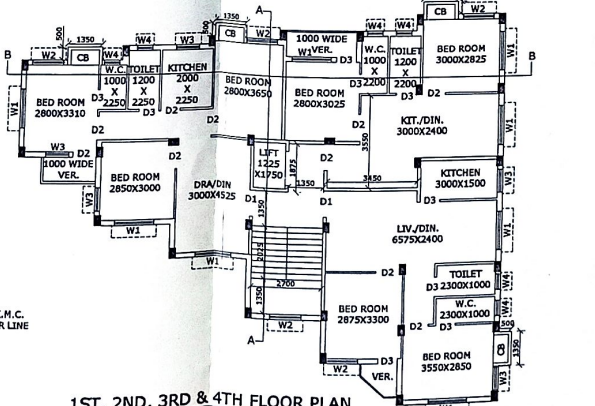 A
1350
500
CB
W2
W4
W4
1350
500
W4
W4
W3
CB
W2
1000 WIDE
VER.
W1
D3
W.C.
1000
X
2200
TOILET
1200
X
2200
D3
CB
W2
BED ROOM
3000X2825
W1
B
B
W.C.
1000
X
2250
TOILET
1200
X
2250
KITCHEN
2000
X
2250
BED ROOM
2800X3650
BED ROOM
2800X3310
D3
D3
D2
D2
W1
BED ROOM
2800X3025
D2
D2
3550
KIT./DIN.
3000X2400
W1
W3
D2
1000 WIDE
VER.
D2
LIFT
1225
X1750
1875
D2
1350
3450
KITCHEN
3000X1500
W3
D3
BED ROOM
2850X3000
DRA/DIN
3000X4525
W3
W1
D1
D1
1350
LIV./DIN.
6575X2400
W1
W1
2025
2700
1350
W2
A
D2
TOILET
2300X1000
D3
W4
W.C.
2300X1000
W4
BED ROOM
2875X3300
D2
D3
500
CB
1350
W2
D3
VER.
BED ROOM
3550X2850
W3
.M.C.
R LINE
1ST, 2ND, 3RD & 4TH FLOOR PLAN